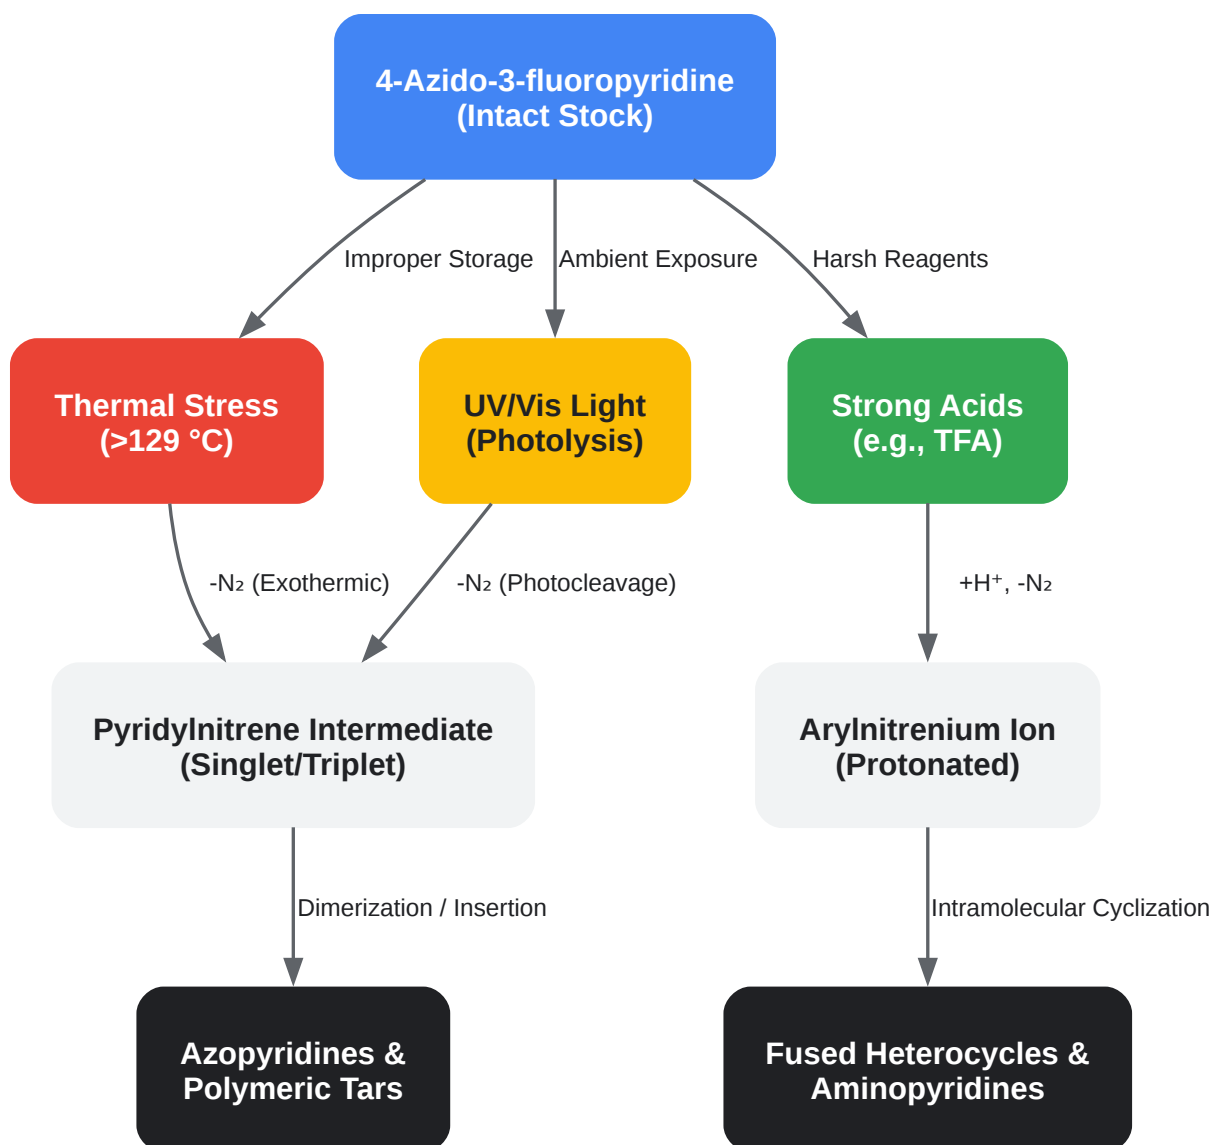 4-Azido-3-fluoropyridine
(Intact Stock)
Improper Storage
Ambient Exposure
Harsh Reagents
Thermal Stress
(>129 °C)
UV/Vis Light
(Photolysis)
Strong Acids
(e.g., TFA)
-N₂ (Exothermic)
-N₂ (Photocleavage)
+H⁺, -N₂
Pyridylnitrene Intermediate
(Singlet/Triplet)
Arylnitrenium Ion
(Protonated)
Dimerization / Insertion
Intramolecular Cyclization
Azopyridines &
Polymeric Tars
Fused Heterocycles &
Aminopyridines